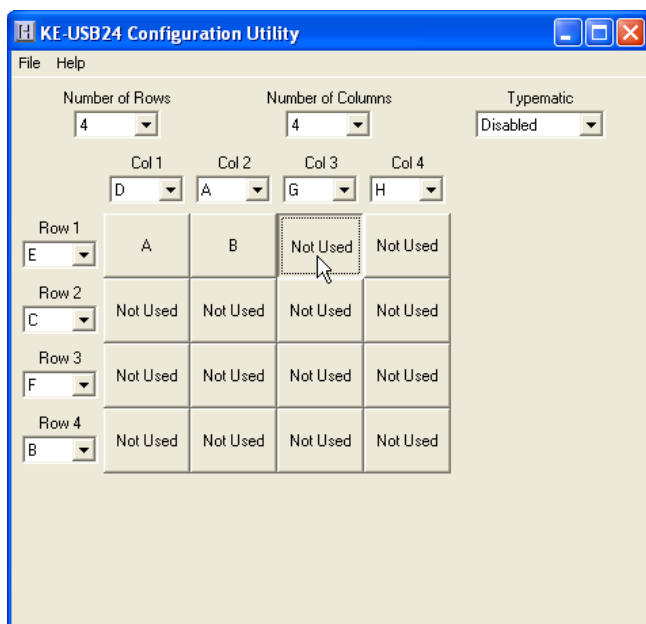 KE-USB24 Configuration Utility
File Help
Number of Rows Number of Columns Typematic
4 4 Disabled
Col 1 Col 2 Col 3 Col 4
D A G H
Row 1
E A B Not Used Not Used
Row 2
C Not Used Not Used Not Used Not Used
Row 3
F Not Used Not Used Not Used Not Used
Row 4
B Not Used Not Used Not Used Not Used